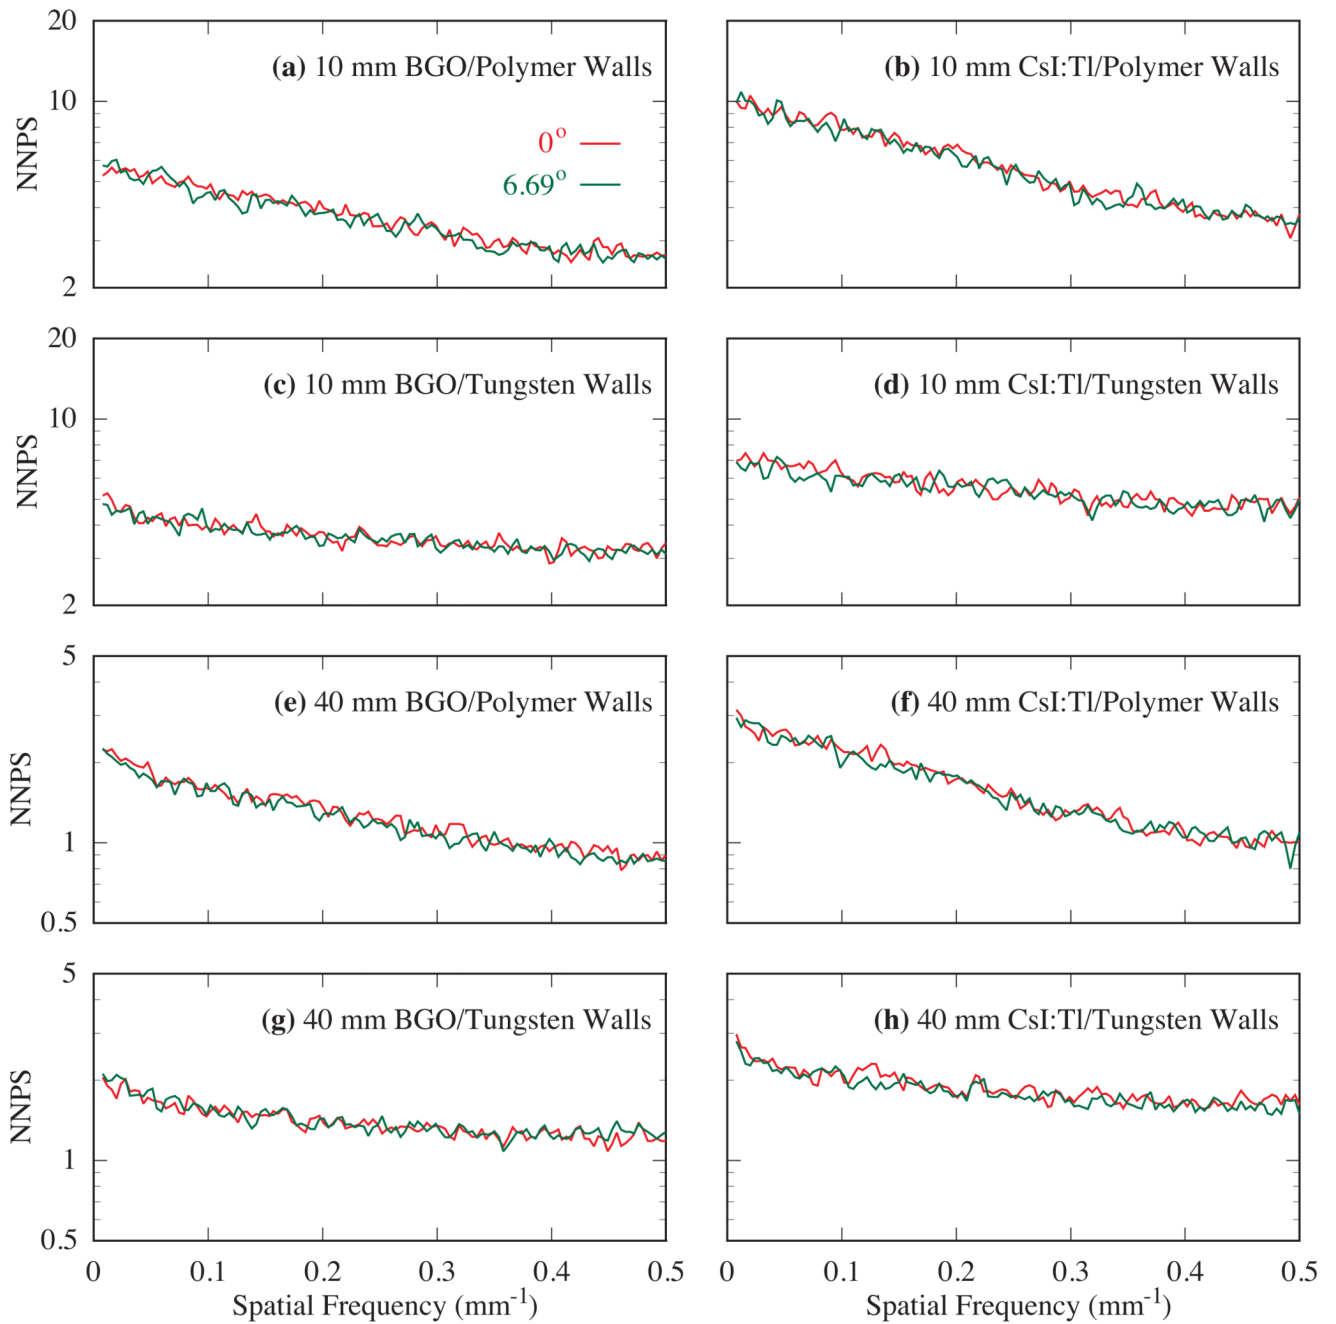 20
10
2
NNPS
(a) 10 mm BGO/Polymer Walls
0°
6.69°
(b) 10 mm CsI:Tl/Polymer Walls
20
10
2
NNPS
(c) 10 mm BGO/Tungsten Walls
(d) 10 mm CsI:Tl/Tungsten Walls
5
1
0.5
NNPS
(e) 40 mm BGO/Polymer Walls
(f) 40 mm CsI:Tl/Polymer Walls
5
1
0.5
NNPS
(g) 40 mm BGO/Tungsten Walls
(h) 40 mm CsI:Tl/Tungsten Walls
0 0.1 0.2 0.3 0.4 0.5
0 0.1 0.2 0.3 0.4 0.5
Spatial Frequency (mm⁻¹)
Spatial Frequency (mm⁻¹)